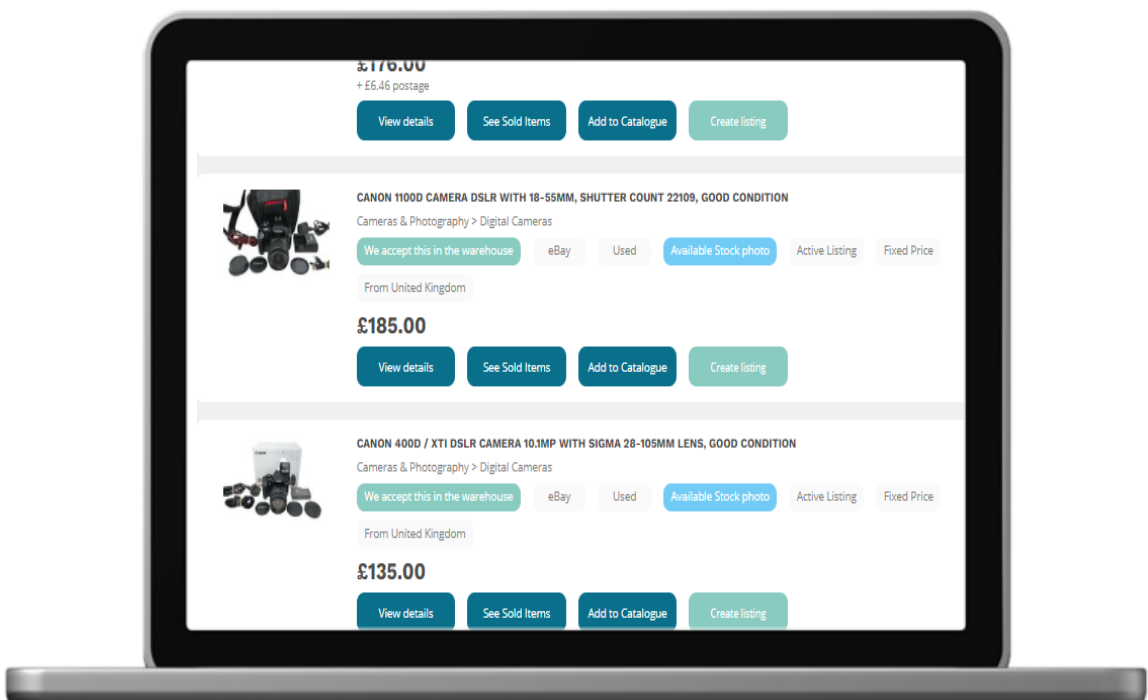 £176.00
+ £6.46 postage
View details See Sold Items Add to Catalogue Create listing
CANON 1100D CAMERA DSLR WITH 18-55MM, SHUTTER COUNT 22109, GOOD CONDITION
Cameras & Photography > Digital Cameras
We accept this in the warehouse eBay Used Available Stock photo Active Listing Fixed Price
From United Kingdom
£185.00
View details See Sold Items Add to Catalogue Create listing
CANON 400D / XTI DSLR CAMERA 10.1MP WITH SIGMA 28-105MM LENS, GOOD CONDITION
Cameras & Photography > Digital Cameras
We accept this in the warehouse eBay Used Available Stock photo Active Listing Fixed Price
From United Kingdom
£135.00
View details See Sold Items Add to Catalogue Create listing